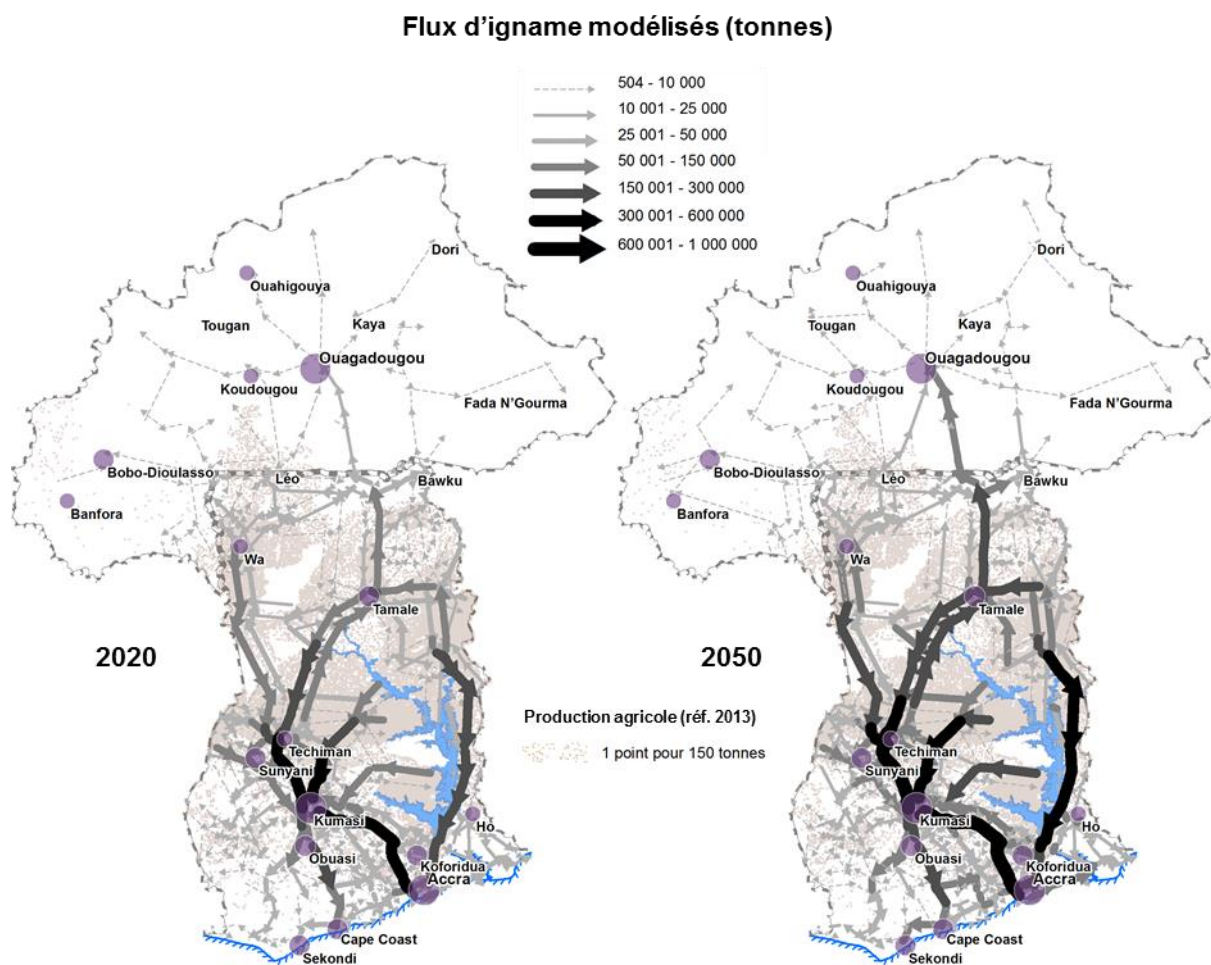 Flux d’igname modélisés (tonnes)
504 - 10 000
10 001 - 25 000
25 001 - 50 000
50 001 - 150 000
150 001 - 300 000
300 001 - 600 000
600 001 - 1 000 000
Dori
Ouahigouya
Tougan
Kaya
Ouagadougou
Koudougou
Fada N’Gourma
Bobo-Dioulasso
Léo
Bawku
Banfora
Wa
Tamale
2020
Techiman
Sunyani
Kumasi
Ho
Obuasi
Koforidua
Accra
Cape Coast
Sekondi
Production agricole (réf. 2013)
1 point pour 150 tonnes
Dori
Ouahigouya
Tougan
Kaya
Ouagadougou
Koudougou
Fada N’Gourma
Bobo-Dioulasso
Léo
Bawku
Banfora
Wa
Tamale
2050
Techiman
Sunyani
Kumasi
Ho
Obuasi
Koforidua
Accra
Cape Coast
Sekondi